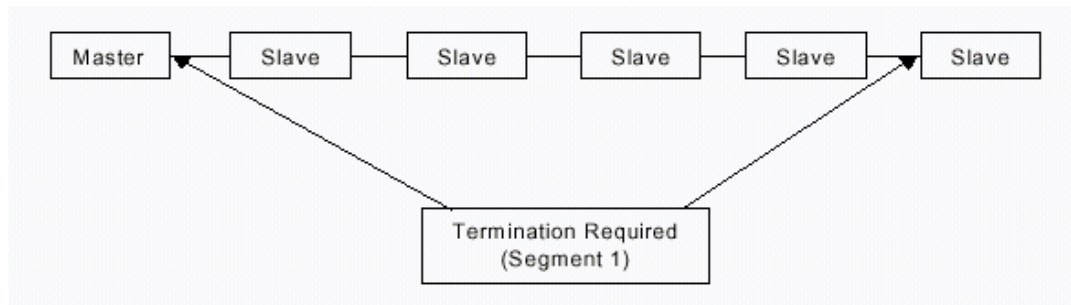 Master
Slave
Slave
Slave
Slave
Slave
Termination Required
(Segment 1)